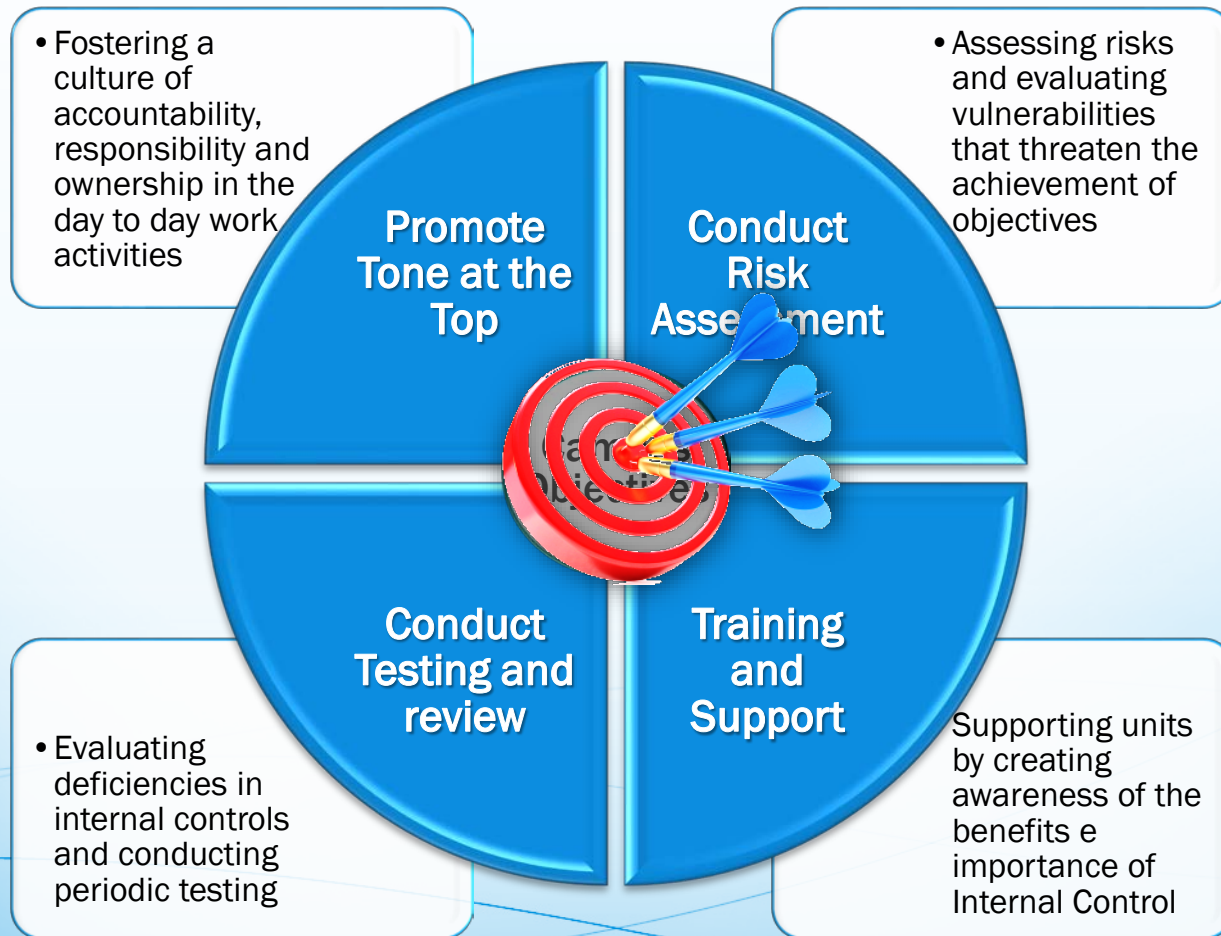 • Fostering a
culture of
accountability,
responsibility and
ownership in the
day to day work
activities
• Assessing risks
and evaluating
vulnerabilities
that threaten the
achievement of
objectives
Promote
Tone at the
Top
Conduct
Risk
Assessment
Campus
Objectives
Conduct
Testing and
review
Training
and
Support
• Evaluating
deficiencies in
internal controls
and conducting
periodic testing
Supporting units
by creating
awareness of the
benefits e
importance of
Internal Control